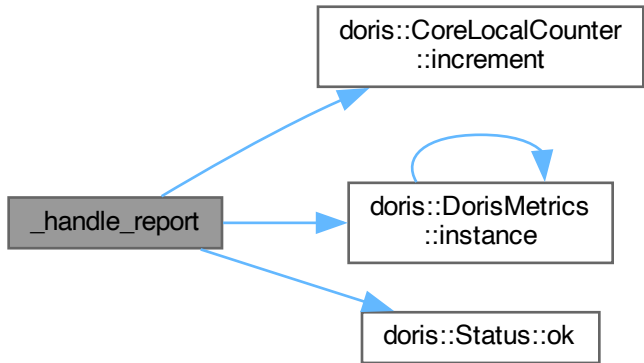 doris::CoreLocalCounter
::increment
_handle_report
doris::DorisMetrics
::instance
doris::Status::ok